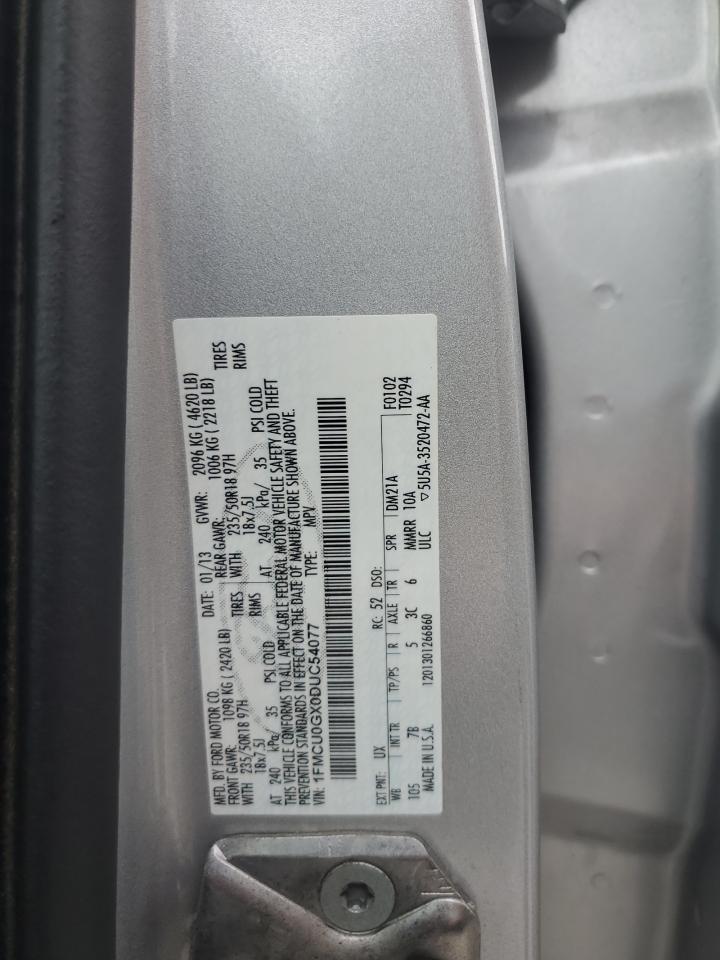 MFD. BY FORD MOTOR CO. DATE: 01/13 GVWR: 2096 KG ( 4620 LB)
FRONT GAWR: 1098 KG ( 2420 LB) REAR GAWR: 1006 KG ( 2218 LB)
WITH 235/50R18 97H TIRES WITH 235/50R18 97H TIRES
18x7.5J RIMS 18x7.5J RIMS
AT 240 kPa/ 35 PSI COLD AT 240 kPa/ 35 PSI COLD
THIS VEHICLE CONFORMS TO ALL APPLICABLE FEDERAL MOTOR VEHICLE SAFETY AND THEFT
PREVENTION STANDARDS IN EFFECT ON THE DATE OF MANUFACTURE SHOWN ABOVE.
VIN: 1FMCU0GX0DUC54077 TYPE: MPV
EXT PNT: UX RC: 52 DSO: F0102
WB INT TR TP/PS R AXLE TR SPR DM21A T0294
105 7B 5 3C 6 MMRR 10A
MADE IN U.S.A. 1201301266860 ULC ▽5U5A-3520472-AA